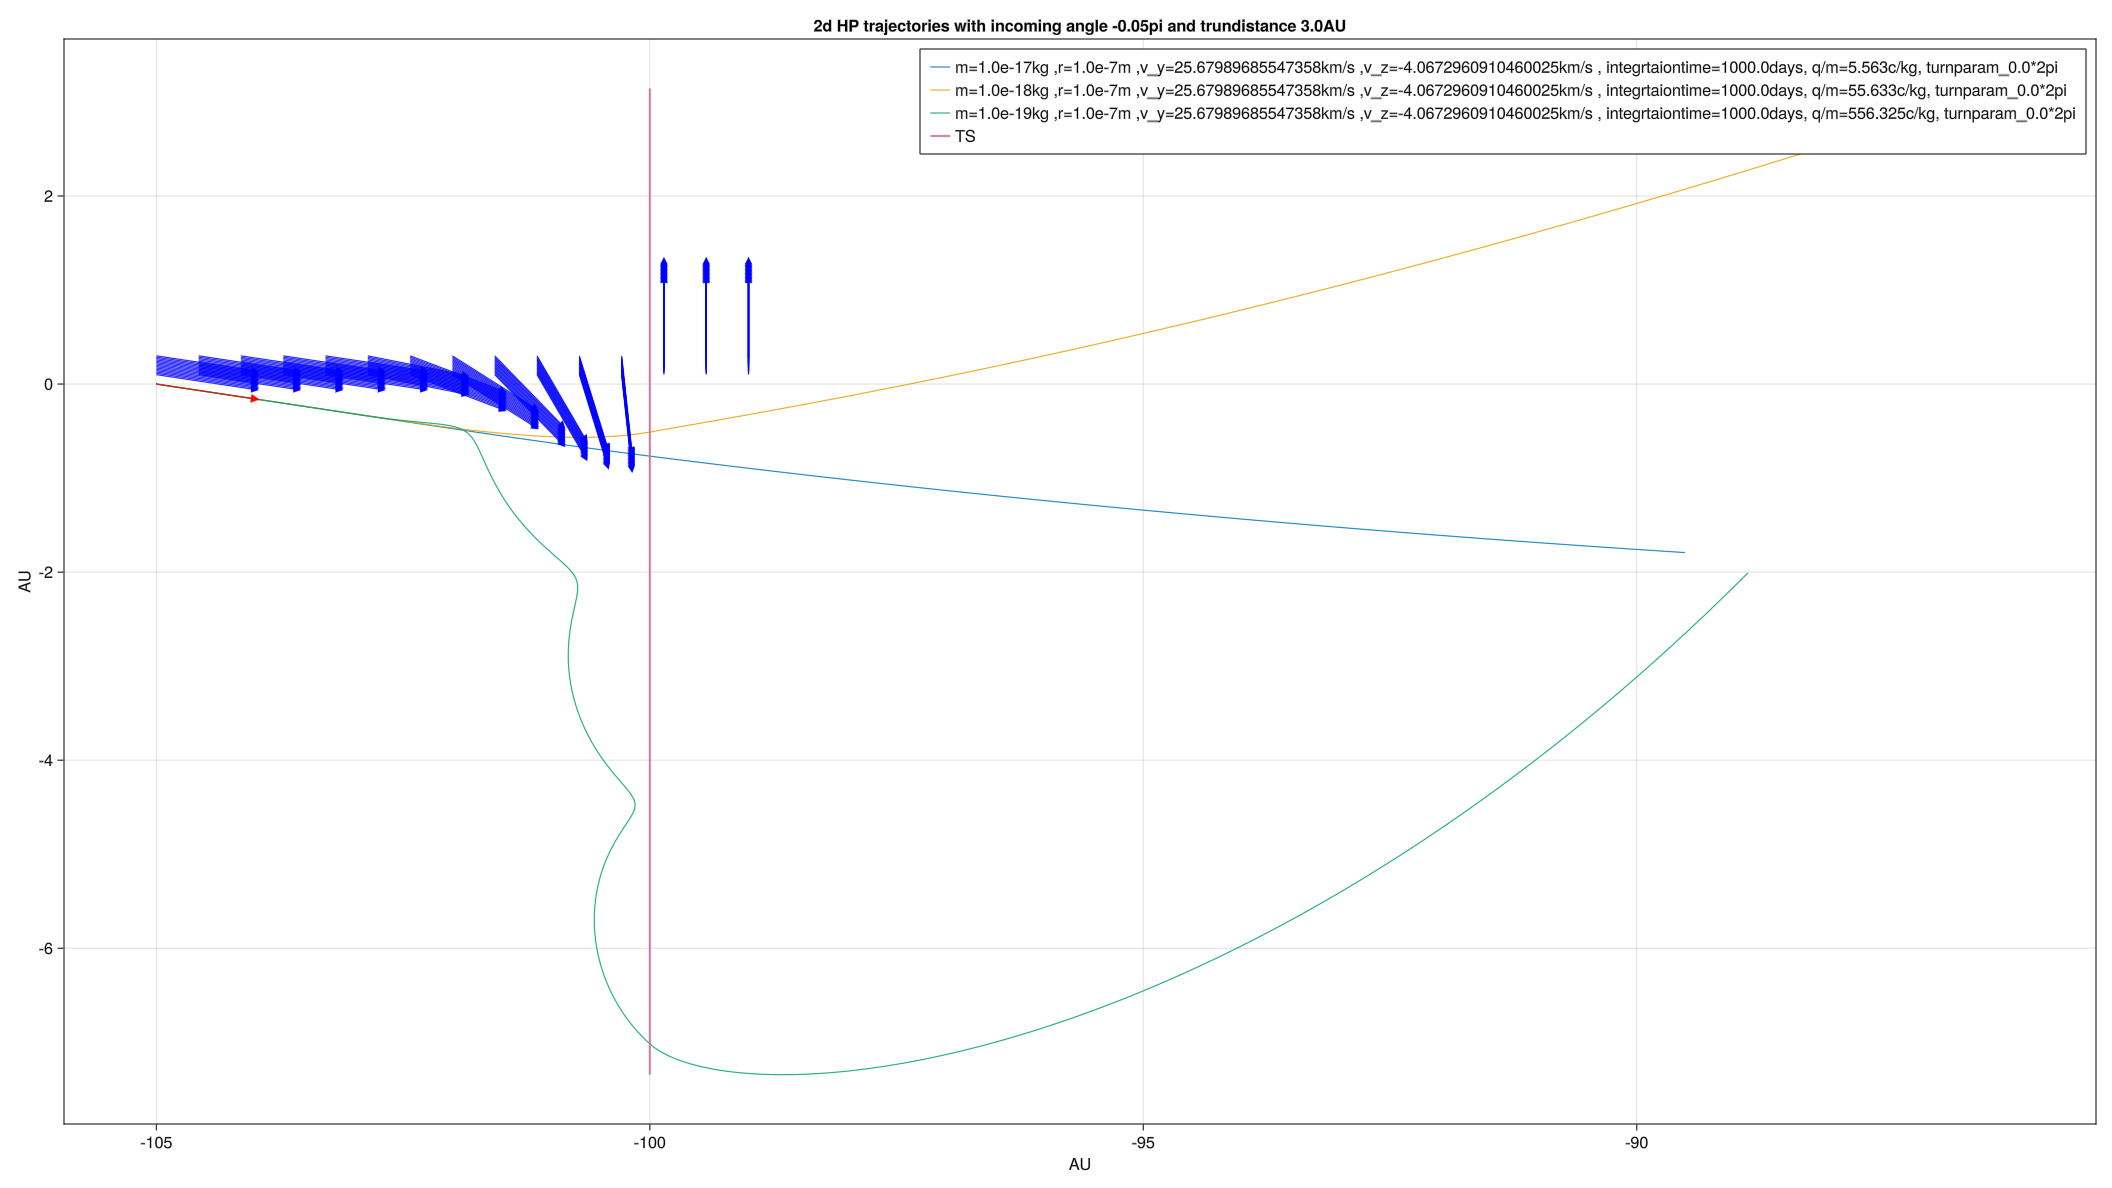 2d HP trajectories with incoming angle -0.05pi and trundistance 3.0AU
m=1.0e-17kg ,r=1.0e-7m ,v_y=25.67989685547358km/s ,v_z=-4.0672960910460025km/s , integrtaiontime=1000.0days, q/m=5.563c/kg, turnparam_0.0*2pi
m=1.0e-18kg ,r=1.0e-7m ,v_y=25.67989685547358km/s ,v_z=-4.0672960910460025km/s , integrtaiontime=1000.0days, q/m=55.633c/kg, turnparam_0.0*2pi
m=1.0e-19kg ,r=1.0e-7m ,v_y=25.67989685547358km/s ,v_z=-4.0672960910460025km/s , integrtaiontime=1000.0days, q/m=556.325c/kg, turnparam_0.0*2pi
TS
2
0
-2
-4
-6
AU
-105
-100
-95
-90
AU